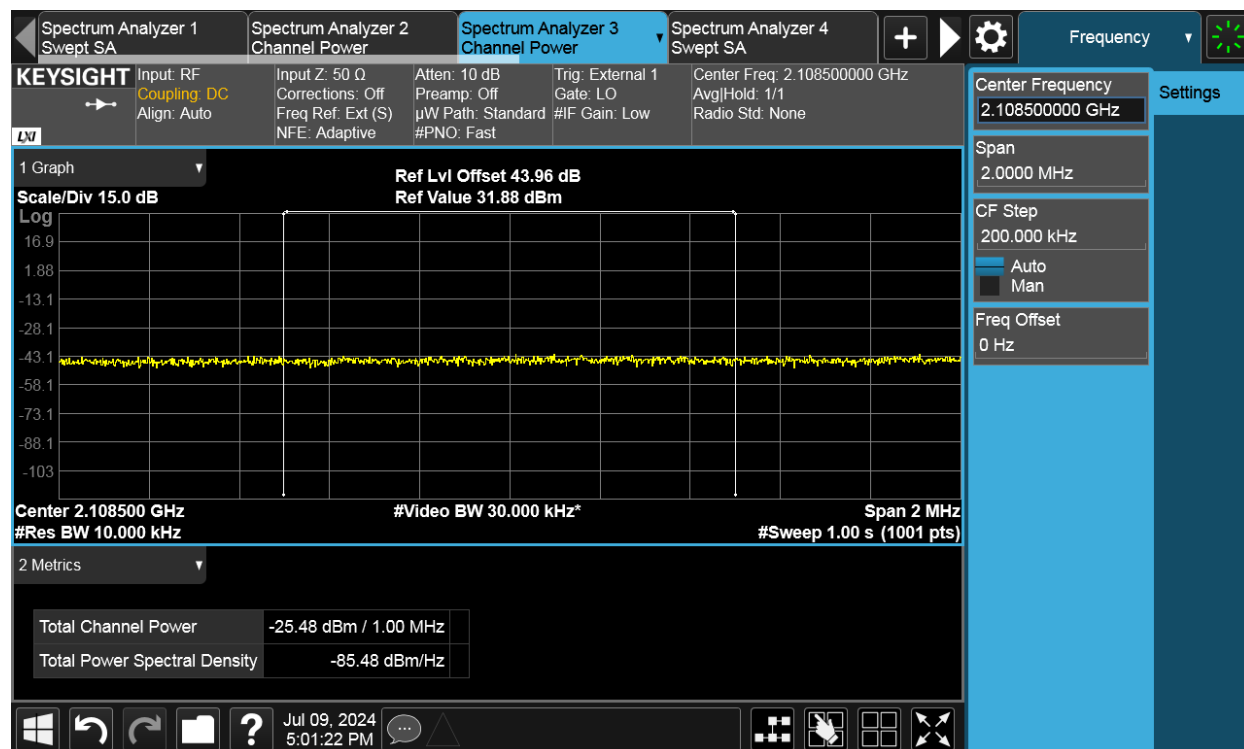 Spectrum Analyzer 1
Swept SA
Spectrum Analyzer 2
Channel Power
Spectrum Analyzer 3
Channel Power
Spectrum Analyzer 4
Swept SA
Frequency
KEYSIGHT
LXI
Input: RF
Coupling: DC
Align: Auto
Input Z: 50 Ω
Corrections: Off
Freq Ref: Ext (S)
NFE: Adaptive
Atten: 10 dB
Preamp: Off
µW Path: Standard
#PNO: Fast
Trig: External 1
Gate: LO
#IF Gain: Low
Center Freq: 2.108500000 GHz
Avg|Hold: 1/1
Radio Std: None
Center Frequency
2.108500000 GHz
Settings
Span
2.0000 MHz
CF Step
200.000 kHz
Auto
Man
Freq Offset
0 Hz
1 Graph
Scale/Div 15.0 dB
Ref Lvl Offset 43.96 dB
Ref Value 31.88 dBm
Log
16.9
1.88
-13.1
-28.1
-43.1
-58.1
-73.1
-88.1
-103
Center 2.108500 GHz
#Video BW 30.000 kHz*
Span 2 MHz
#Res BW 10.000 kHz
#Sweep 1.00 s (1001 pts)
2 Metrics
Total Channel Power -25.48 dBm / 1.00 MHz
Total Power Spectral Density -85.48 dBm/Hz
?
Jul 09, 2024
5:01:22 PM